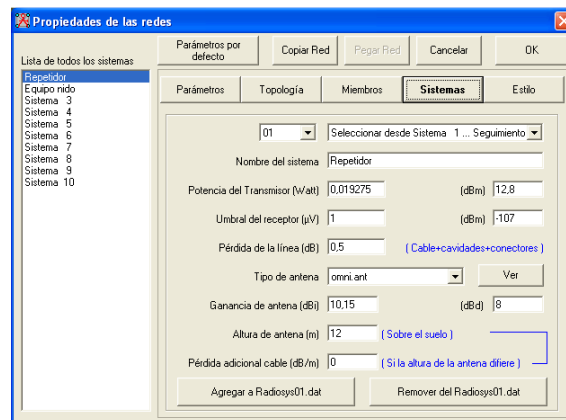 Propiedades de las redes
Parámetros por defecto
Copiar Red
Pegar Red
Cancelar
OK
Lista de todos los sistemas
Repetidor
Equipo nido
Sistema 3
Sistema 4
Sistema 5
Sistema 6
Sistema 7
Sistema 8
Sistema 9
Sistema 10
Parámetros
Topología
Miembros
Sistemas
Estilo
01
Seleccionar desde Sistema 1 ... Seguimiento
Nombre del sistema Repetidor
Potencia del Transmisor (Watt) 0,019275 (dBm) 12,8
Umbral del receptor (µV) 1 (dBm) -107
Pérdida de la línea (dB) 0,5 ( Cable+cavidades+conectores )
Tipo de antena omni.ant Ver
Ganancia de antena (dBi) 10,15 (dBd) 8
Altura de antena (m) 12 ( Sobre el suelo )
Pérdida adicional cable (dB/m) 0 ( Si la altura de la antena difiere )
Agregar a Radiosys01.dat
Remover del Radiosys01.dat